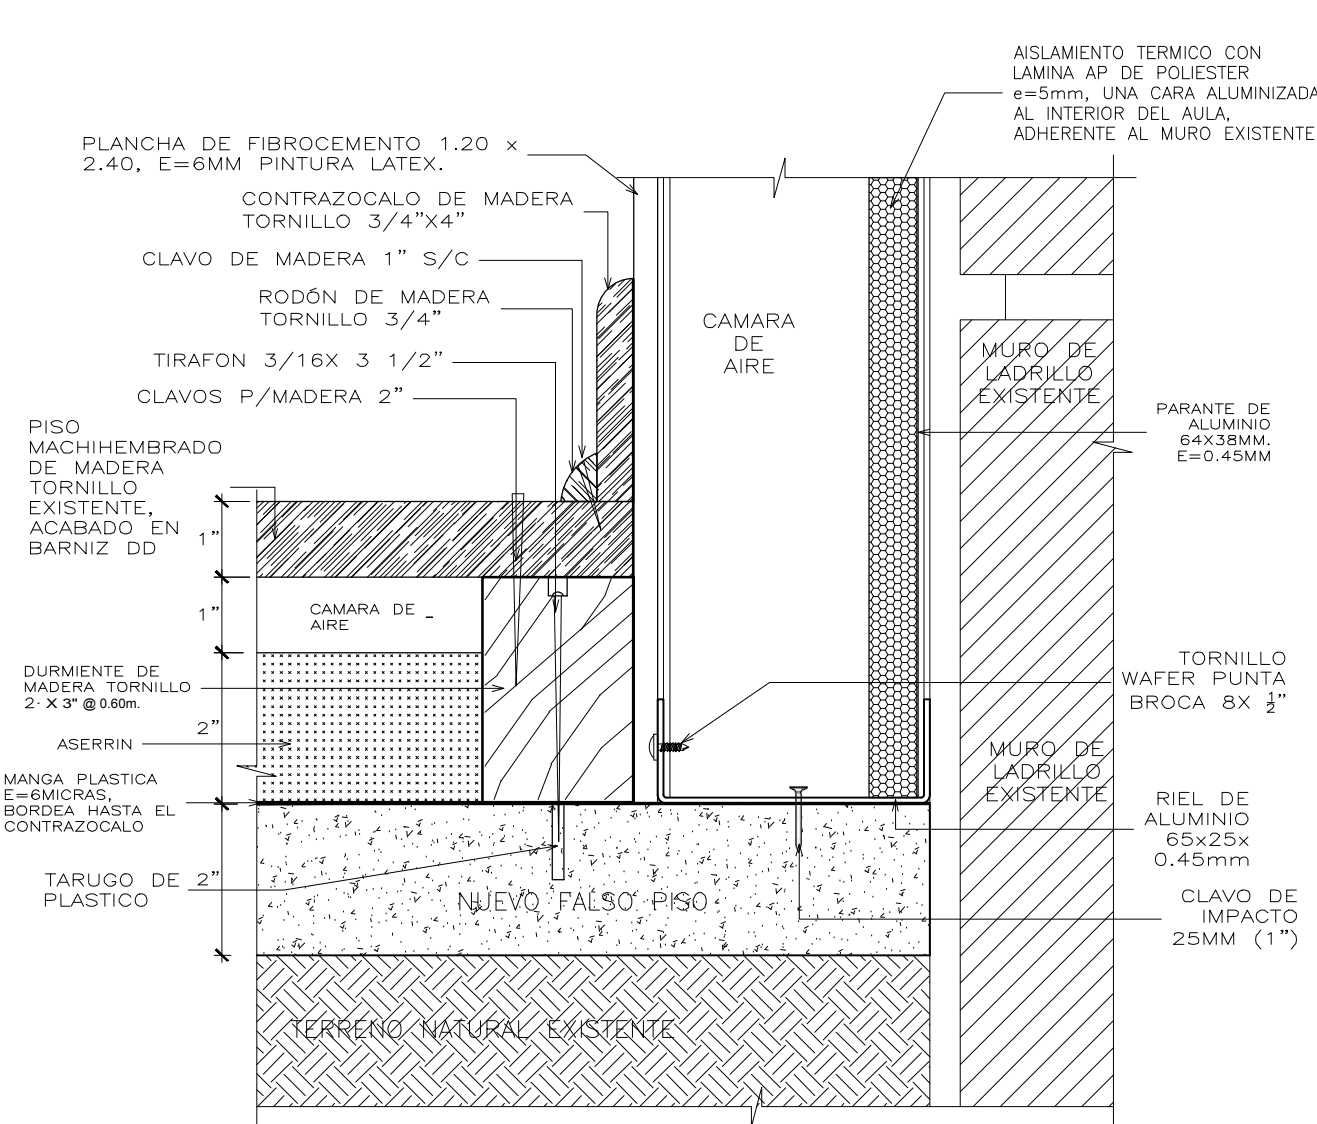 AISLAMIENTO TERMICO CON
LAMINA AP DE POLIESTER
e=5mm, UNA CARA ALUMINIZADA
AL INTERIOR DEL AULA,
ADHERENTE AL MURO EXISTENTE
PLANCHA DE FIBROCEMENTO 1.20 x
2.40, E=6MM PINTURA LATEX.
CONTRAZOCALO DE MADERA
TORNILLO 3/4"X4"
CLAVO DE MADERA 1" S/C
RODÓN DE MADERA
TORNILLO 3/4"
TIRAFON 3/16X 3 1/2"
CLAVOS P/MADERA 2"
PISO
MACHIHEMBRADO
DE MADERA
TORNILLO
EXISTENTE,
ACABADO EN
BARNIZ DD
1"
1"
2"
2"
CAMARA
DE
AIRE
MURO DE
LADRILLO
EXISTENTE
PARANTE DE
ALUMINIO
64X38MM.
E=0.45MM
CAMARA DE
AIRE
DURMIENTE DE
MADERA TORNILLO
2· X 3" @ 0.60m.
ASERRIN
MANGA PLASTICA
E=6MICRAS,
BORDEA HASTA EL
CONTRAZOCALO
TARUGO DE
PLASTICO
TORNILLO
WAFER PUNTA
BROCA 8X ½"
MURO DE
LADRILLO
EXISTENTE
RIEL DE
ALUMINIO
65x25x
0.45mm
CLAVO DE
IMPACTO
25MM (1")
NUEVO FALSO PISO
TERRENO NATURAL EXISTENTE